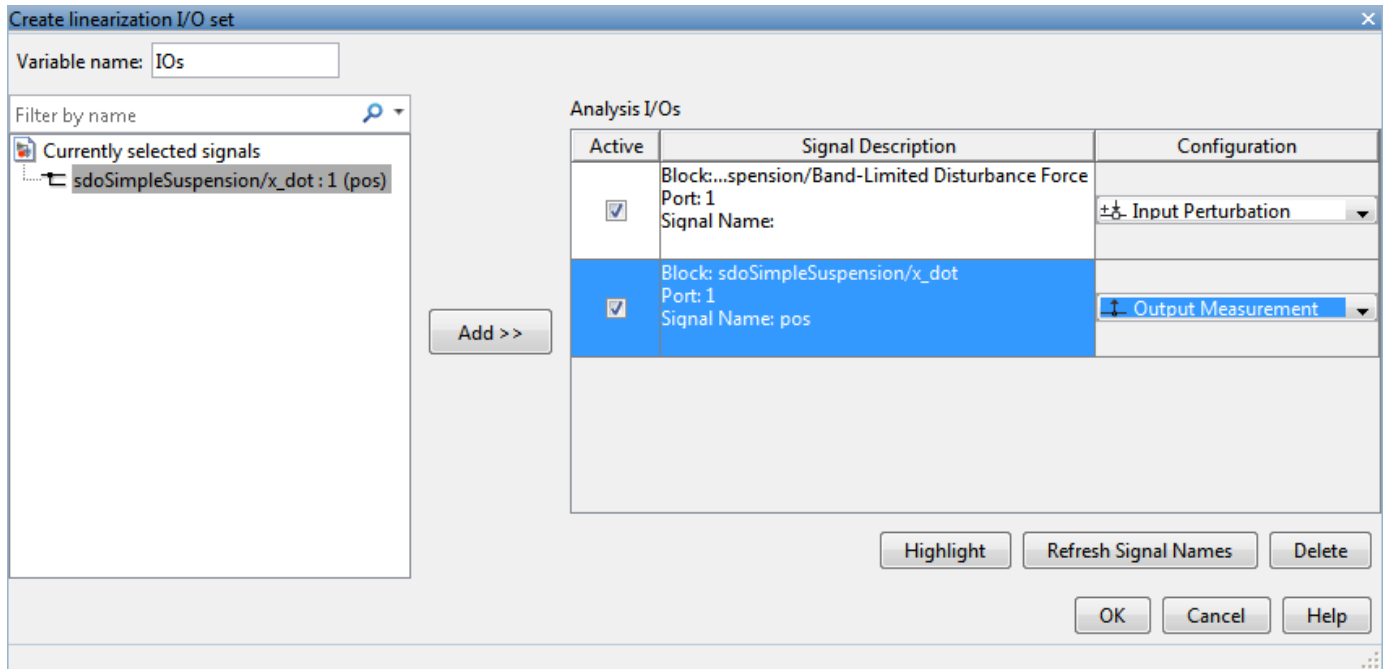 Create linearization I/O set
Variable name: IOs
Filter by name
Currently selected signals
sdoSimpleSuspension/x_dot : 1 (pos)
Add >>
Analysis I/Os
Active Signal Description Configuration
Block:...spension/Band-Limited Disturbance Force
Port: 1
Signal Name:
Input Perturbation
Block: sdoSimpleSuspension/x_dot
Port: 1
Signal Name: pos
Output Measurement
Highlight Refresh Signal Names Delete
OK Cancel Help